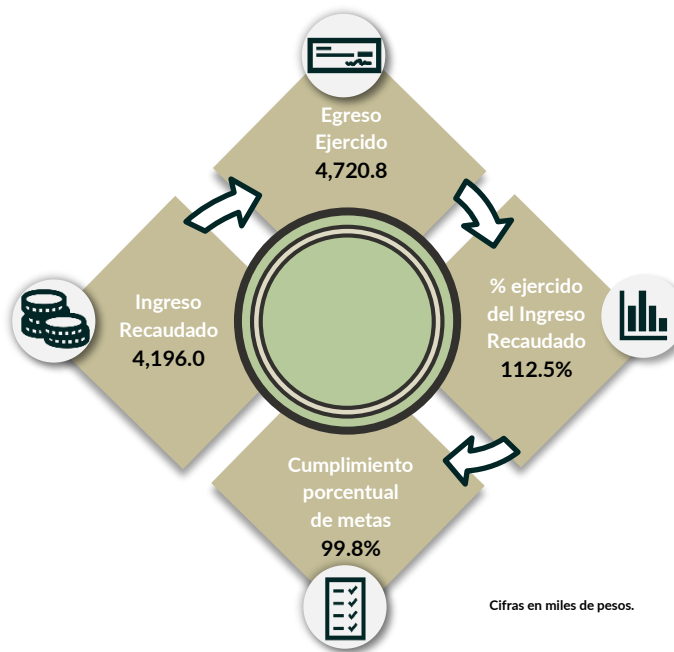 Egreso
Ejercido
4,720.8
Ingreso
Recaudado
4,196.0
% ejercido
del Ingreso
Recaudado
112.5%
Cumplimiento
porcentual
de metas
99.8%
Cifras en miles de pesos.